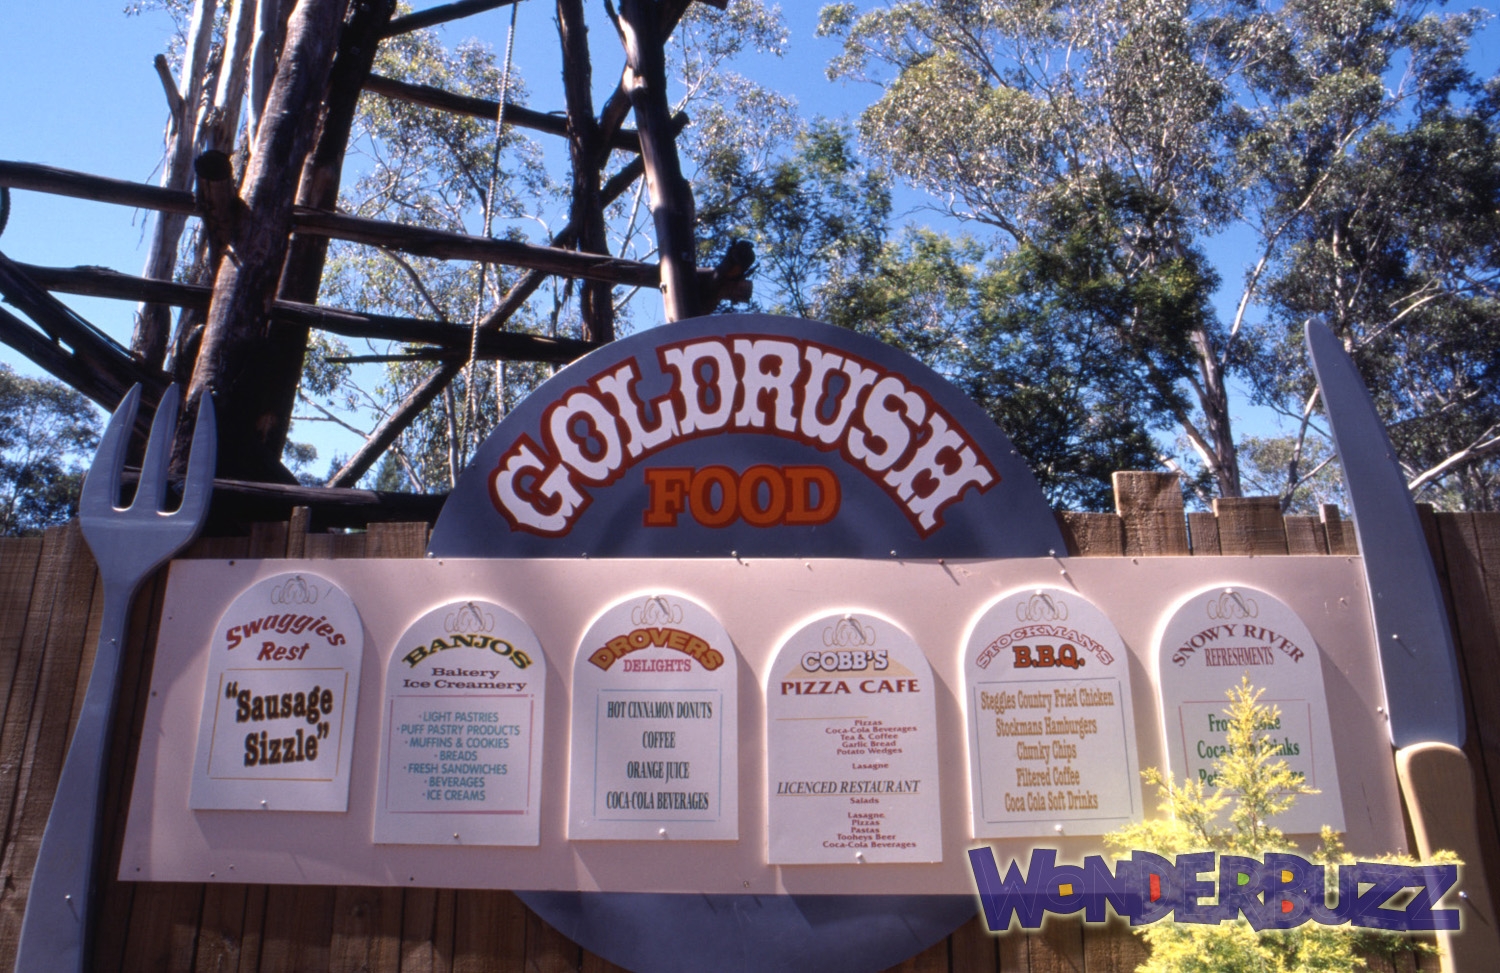 GOLDRUSH
FOOD
Swaggies
Rest
"Sausage
Sizzle"
BANJOS
Bakery
Ice Creamery
· LIGHT PASTRIES
· PUFF PASTRY PRODUCTS
· MUFFINS & COOKIES
· BREADS
· FRESH SANDWICHES
· BEVERAGES
· ICE CREAMS
DROVERS
DELIGHTS
HOT CINNAMON DONUTS
COFFEE
ORANGE JUICE
COCA-COLA BEVERAGES
COBB'S
PIZZA CAFE
Pizzas
Coca-Cola Beverages
Tea & Coffee
Garlic Bread
Potato Wedges
Lasagne
LICENCED RESTAURANT
Salads
Lasagne
Pizzas
Pastas
Tooheys Beer
Coca-Cola Beverages
STOCKMAN'S
B.B.Q.
Steggles Country Fried Chicken
Stockmans Hamburgers
Chunky Chips
Filtered Coffee
Coca Cola Soft Drinks
SNOWY RIVER
REFRESHMENTS
WONDERBUZZ